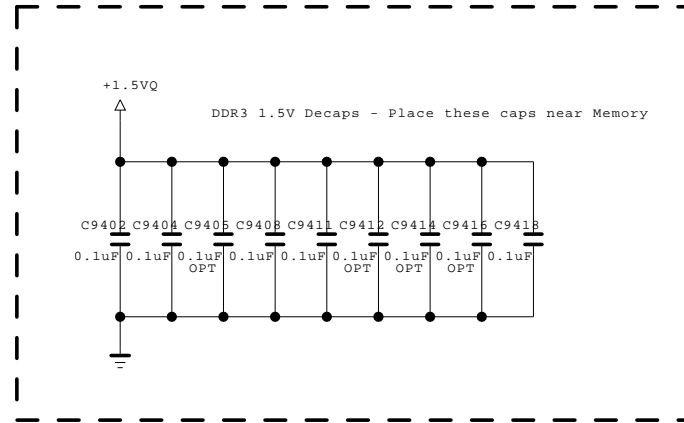 +1.5VQ
DDR3 1.5V Decaps - Place these caps near Memory
C9402 C9404 C9405 C9408 C9411 C9412 C9414 C9416 C9418
0.1uF 0.1uF 0.1uF 0.1uF 0.1uF 0.1uF 0.1uF 0.1uF 0.1uF
OPT OPT OPT OPT